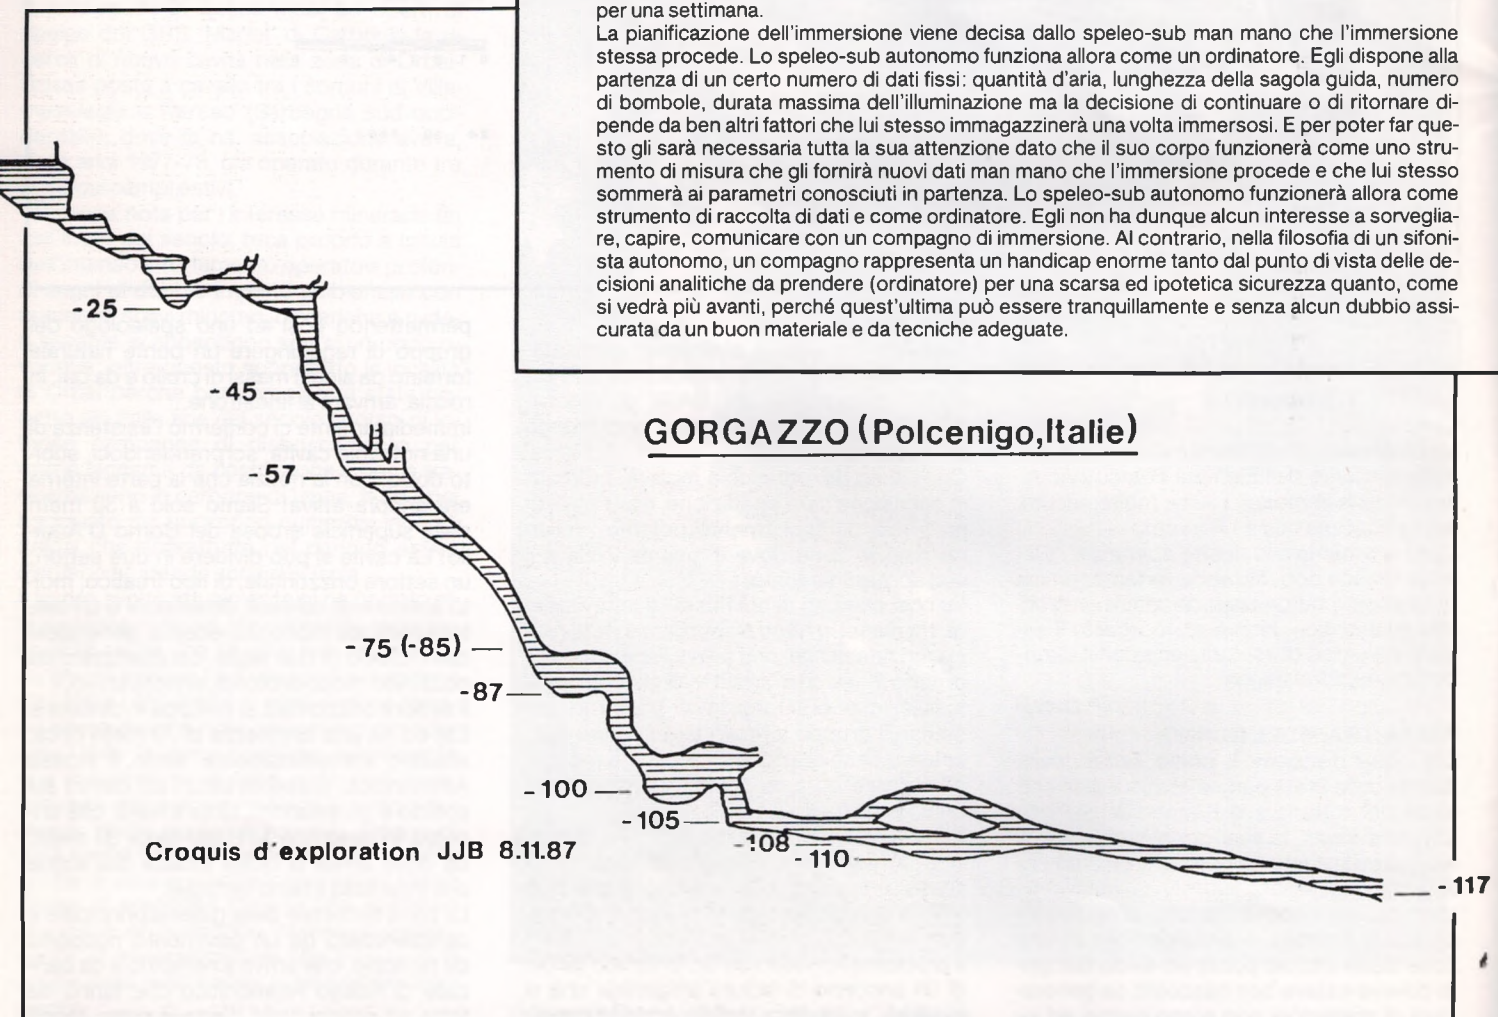 per una settimana.
La pianificazione dell'immersione viene decisa dallo speleo-sub man mano che l'immersione
stessa procede. Lo speleo-sub autonomo funziona allora come un ordinatore. Egli dispone alla
partenza di un certo numero di dati fissi: quantità d'aria, lunghezza della sagola guida, numero
di bombole, durata massima dell'illuminazione ma la decisione di continuare o di ritornare di-
pende da ben altri fattori che lui stesso immagazzinerà una volta immersosi. E per poter far que-
sto gli sarà necessaria tutta la sua attenzione dato che il suo corpo funzionerà come uno stru-
mento di misura che gli fornirà nuovi dati man mano che l'immersione procede e che lui stesso
sommerà ai parametri conosciuti in partenza. Lo speleo-sub autonomo funzionerà allora come
strumento di raccolta di dati e come ordinatore. Egli non ha dunque alcun interesse a sorveglia-
re, capire, comunicare con un compagno di immersione. Al contrario, nella filosofia di un sifoni-
sta autonomo, un compagno rappresenta un handicap enorme tanto dal punto di vista delle de-
cisioni analitiche da prendere (ordinatore) per una scarsa ed ipotetica sicurezza quanto, come
si vedrà più avanti, perché quest'ultima può essere tranquillamente e senza alcun dubbio assi-
curata da un buon materiale e da tecniche adeguate.
GORGAZZO (Polcenigo, Italie)
-25
-45
-57
-75 (-85)
-87
-100
-105
-108
-110
-117
Croquis d'exploration JJB 8.11.87